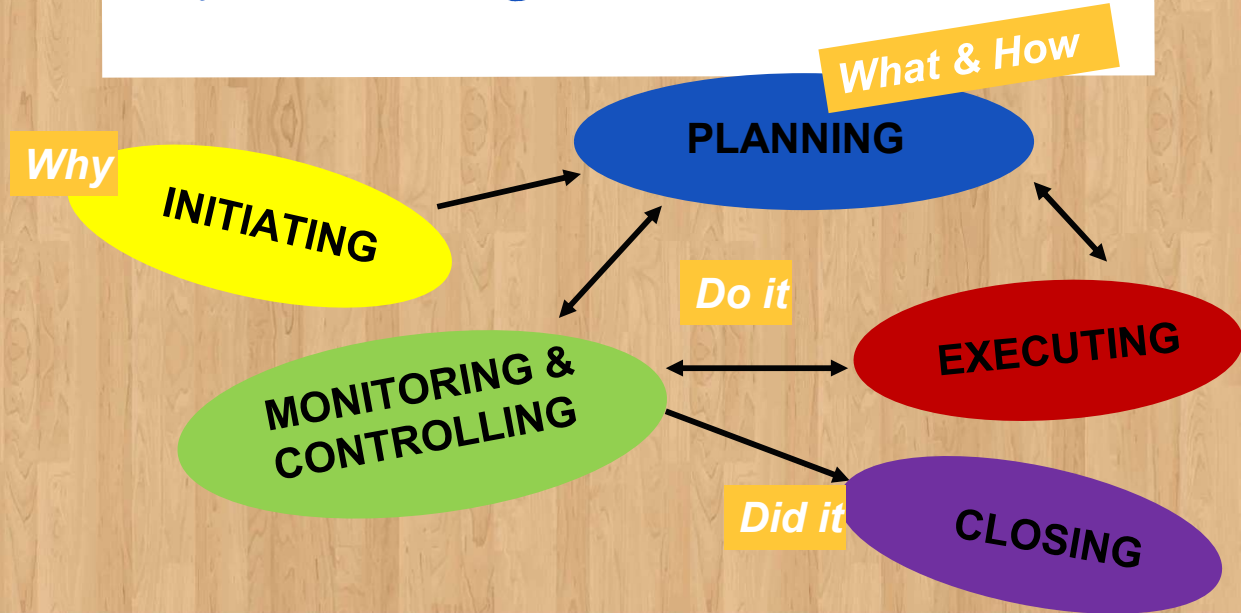 What & How
PLANNING
Why
INITIATING
Do it
EXECUTING
MONITORING &
CONTROLLING
Did it
CLOSING